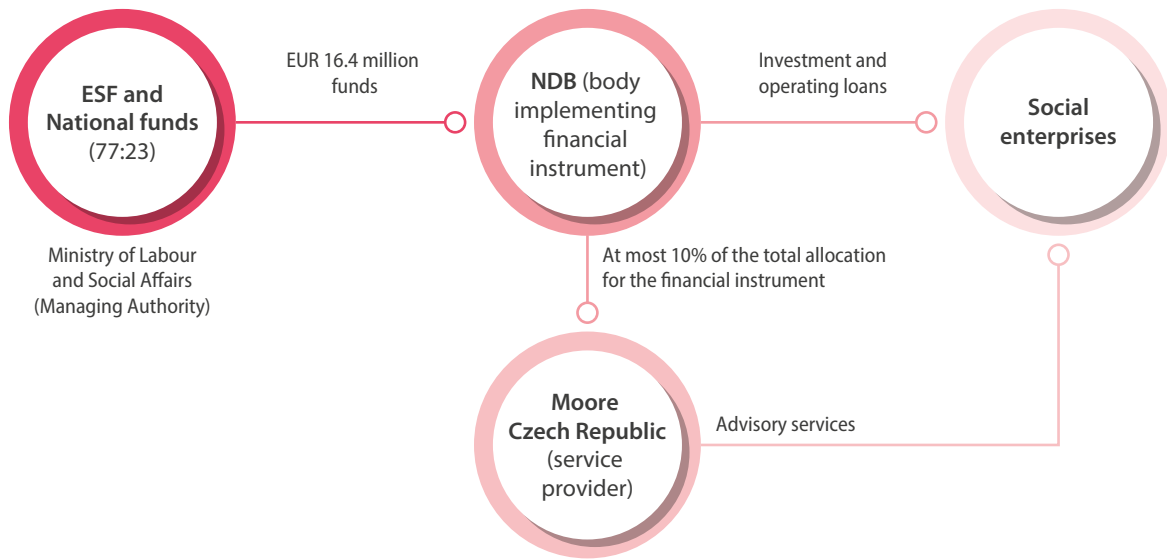 ESF and
National funds
(77:23)
Ministry of Labour
and Social Affairs
(Managing Authority)
EUR 16.4 million
funds
NDB (body
implementing
financial
instrument)
Investment and
operating loans
Social
enterprises
At most 10% of the total allocation
for the financial instrument
Moore
Czech Republic
(service
provider)
Advisory services